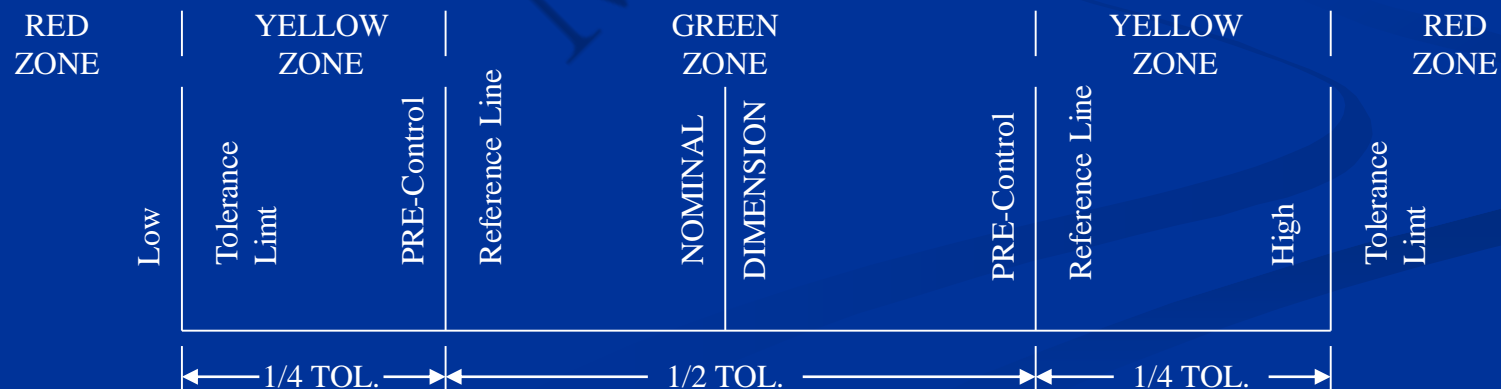 RED
ZONE
YELLOW
ZONE
GREEN
ZONE
YELLOW
ZONE
RED
ZONE
Low
Tolerance
Limt
PRE-Control
Reference Line
NOMINAL
DIMENSION
PRE-Control
Reference Line
High
Tolerance
Limt
1/4 TOL.
1/2 TOL.
1/4 TOL.